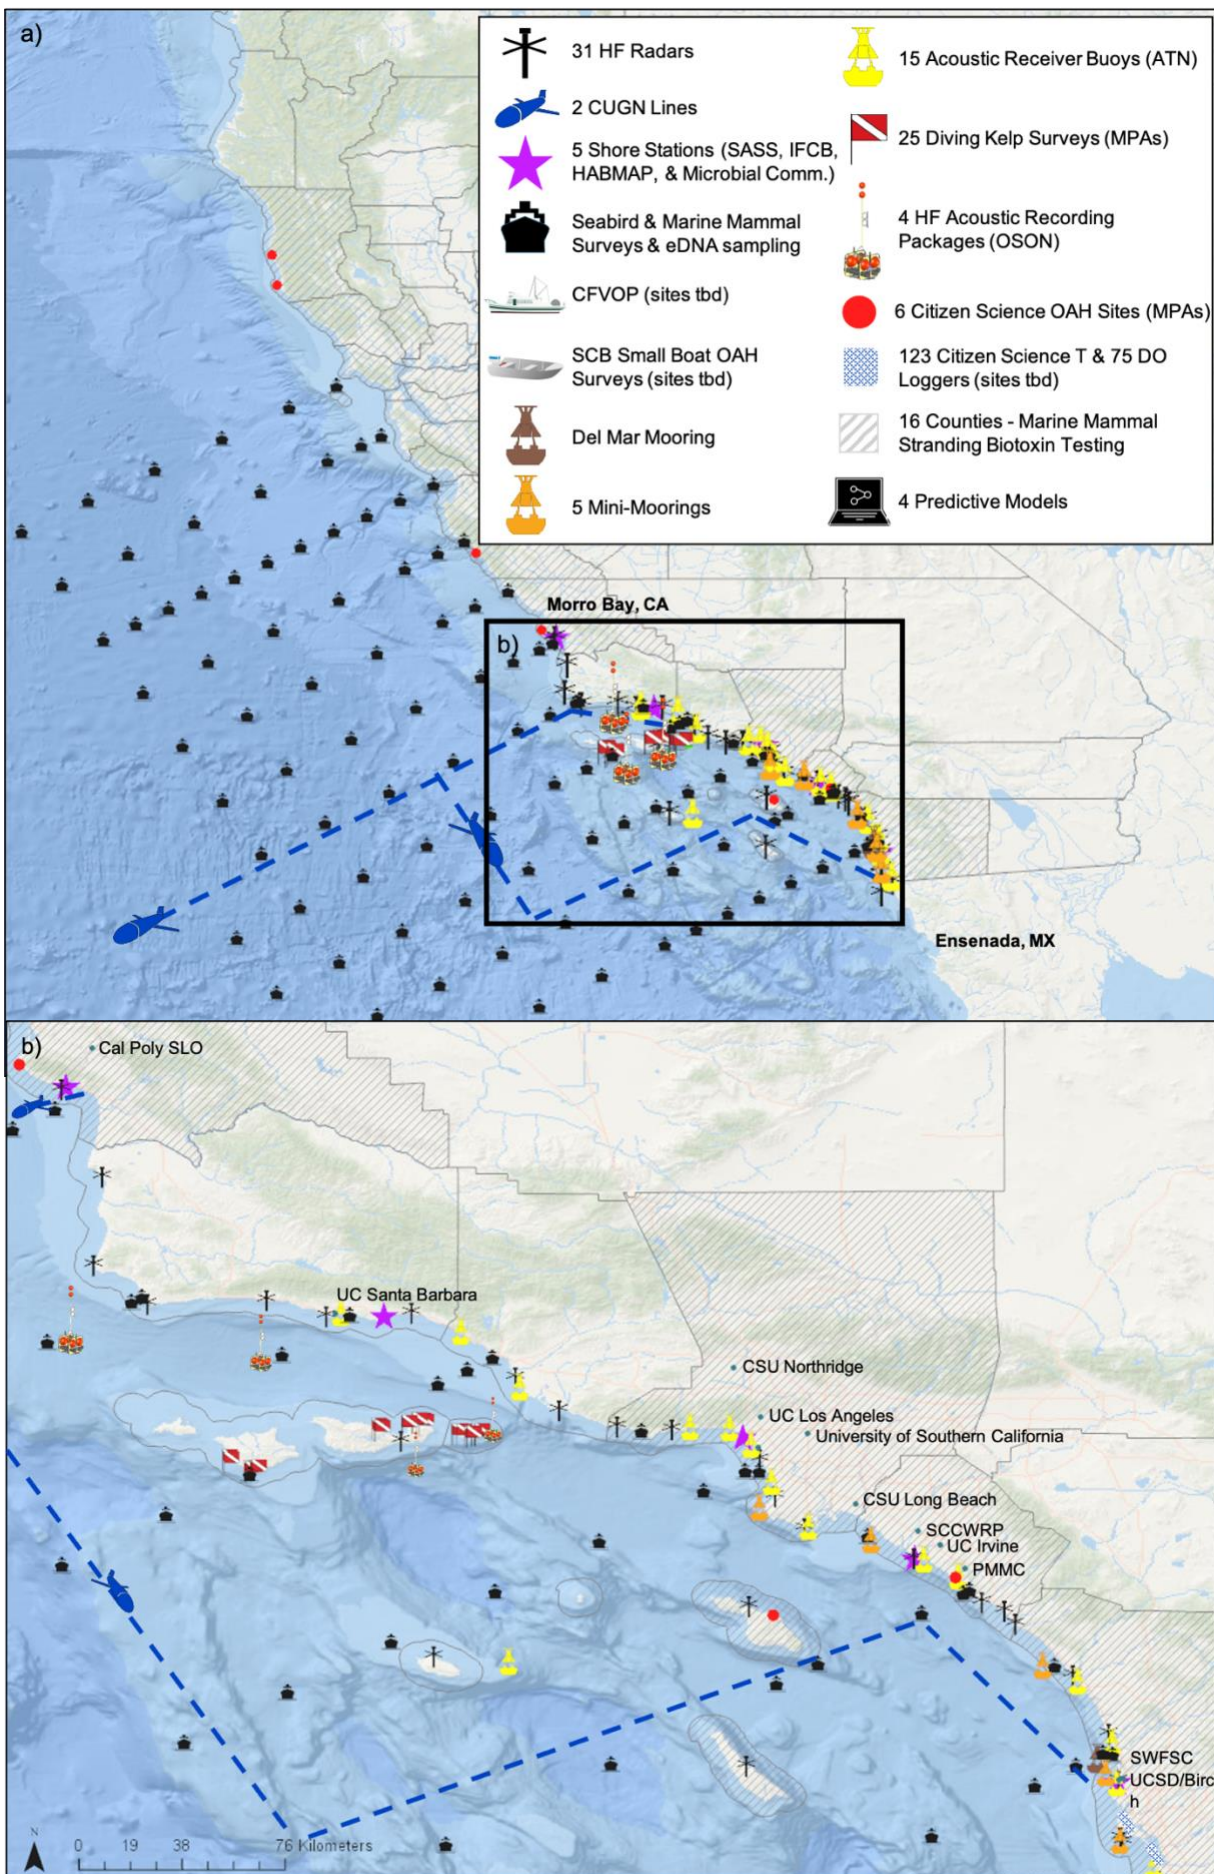 a)
31 HF Radars
2 CUGN Lines
5 Shore Stations (SASS, IFCB,
HABMAP, & Microbial Comm.)
Seabird & Marine Mammal
Surveys & eDNA sampling
CFVOP (sites tbd)
SCB Small Boat OAH
Surveys (sites tbd)
Del Mar Mooring
5 Mini-Moorings
15 Acoustic Receiver Buoys (ATN)
25 Diving Kelp Surveys (MPAs)
4 HF Acoustic Recording
Packages (OSON)
6 Citizen Science OAH Sites (MPAs)
123 Citizen Science T & 75 DO
Loggers (sites tbd)
16 Counties - Marine Mammal
Stranding Biotoxin Testing
4 Predictive Models
Morro Bay, CA
b)
Ensenada, MX
b)
Cal Poly SLO
UC Santa Barbara
CSU Northridge
UC Los Angeles
University of Southern California
CSU Long Beach
SCCWRP
UC Irvine
PMMC
SWFSC
UCSD/Birc
h
N
0 19 38 76 Kilometers